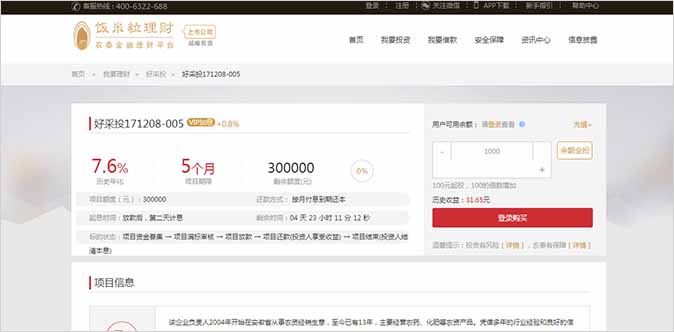 客服热线：400-6322-688 登录 | 注册 | 关注微信 | APP下载 | 新手指引 | 帮助中心
饭米粒理财 上市公司
农泰金融理财平台 战略投资
首页 我要投资 我要借款 安全保障 资讯中心 信息披露
首页 > 我要理财 > 好采投 > 好采投171208-005
好采投171208-005 VIP加息 +0.8%
7.6% 5个月 300000 0%
历史年化 项目期限 剩余额度(元)
项目额度（元）：300000 还款方式： 按月付息到期还本
起息时间：放款后，第二天计息 剩余时间：04 天 23 小时 11 分 12 秒
标的状态：项目资金募集 → 项目满标审核 → 项目放款 → 项目还款(投资人享受收益) → 项目结束(投资人结
清本息)
用户可用余额： 请登录查看 ? 充值>
- 1000 + 余额全投
100元起投，100的倍数增加
历史收益：31.65元
登录购买
温馨提示：投资有风险 [ 详情 ]，农泰有保障 [ 详情 ]
项目信息
该企业负责人2004年开始在安徽省从事农资经销生意，至今已有13年，主要经营农药、化肥等农资产品。凭借多年的行业经验和良好的信